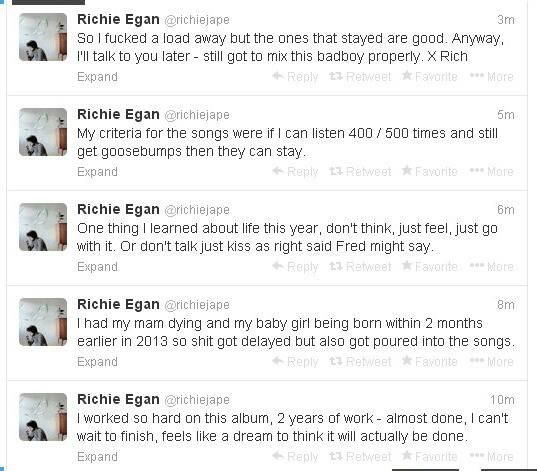 Richie Egan @richiejape 3m
So I fucked a load away but the ones that stayed are good. Anyway,
I'll talk to you later - still got to mix this badboy properly. X Rich
Expand Reply Retweet Favorite More
Richie Egan @richiejape 5m
My criteria for the songs were if I can listen 400 / 500 times and still
get goosebumps then they can stay.
Expand Reply Retweet Favorite More
Richie Egan @richiejape 6m
One thing I learned about life this year, don't think, just feel, just go
with it. Or don't talk just kiss as right said Fred might say.
Expand Reply Retweet Favorite More
Richie Egan @richiejape 8m
I had my mam dying and my baby girl being born within 2 months
earlier in 2013 so shit got delayed but also got poured into the songs.
Expand Reply Retweet Favorite More
Richie Egan @richiejape 10m
I worked so hard on this album, 2 years of work - almost done, I can't
wait to finish, feels like a dream to think it will actually be done.
Expand Reply Retweet Favorite More